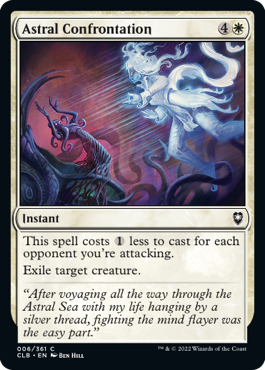 Astral Confrontation 4
Instant
This spell costs 1 less to cast for each
opponent you're attacking.
Exile target creature.
“After voyaging all the way through the
Astral Sea with my life hanging by a
silver thread, fighting the mind flayer was
the easy part.”
006/361 C
CLB • EN Ben Hill
™ & © 2022 Wizards of the Coast